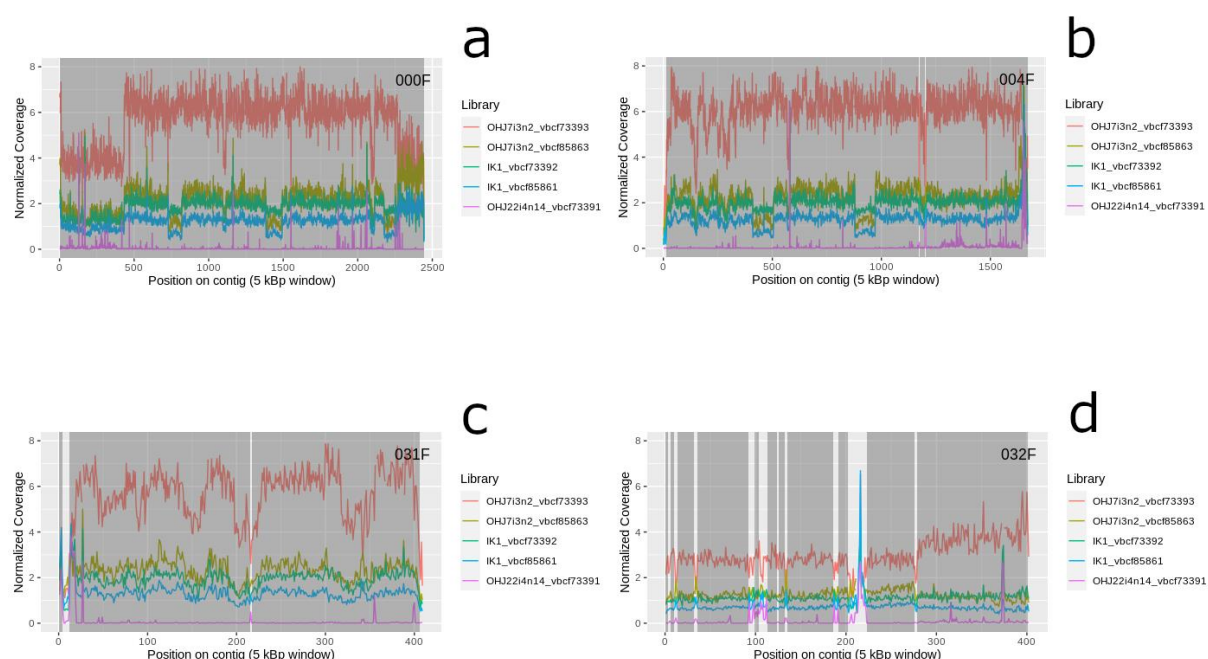 a
000F
Normalized Coverage
8
6
4
2
0
0 500 1000 1500 2000 2500
Position on contig (5 kBp window)
Library
OHJ7i3n2_vbcf73393
OHJ7i3n2_vbcf85863
IK1_vbcf73392
IK1_vbcf85861
OHJ22i4n14_vbcf73391
b
004F
Normalized Coverage
8
6
4
2
0
0 500 1000 1500
Position on contig (5 kBp window)
Library
OHJ7i3n2_vbcf73393
OHJ7i3n2_vbcf85863
IK1_vbcf73392
IK1_vbcf85861
OHJ22i4n14_vbcf73391
c
031F
Normalized Coverage
8
6
4
2
0
0 100 200 300 400
Position on contig (5 kBp window)
Library
OHJ7i3n2_vbcf73393
OHJ7i3n2_vbcf85863
IK1_vbcf73392
IK1_vbcf85861
OHJ22i4n14_vbcf73391
d
032F
Normalized Coverage
8
6
4
2
0
0 100 200 300 400
Position on contig (5 kBp window)
Library
OHJ7i3n2_vbcf73393
OHJ7i3n2_vbcf85863
IK1_vbcf73392
IK1_vbcf85861
OHJ22i4n14_vbcf73391